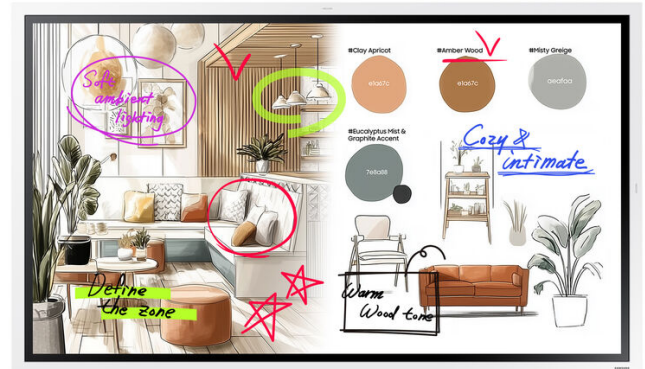 Soft
ambient
lighting
Define
the zone
#Clay Apricot
e1a67c
#Amber Wood
e1a67c
#Misty Greige
aeafaa
#Eucalyptus Mist &
Graphite Accent
7e8a88
Cozy &
intimate
Warm
Wood tone